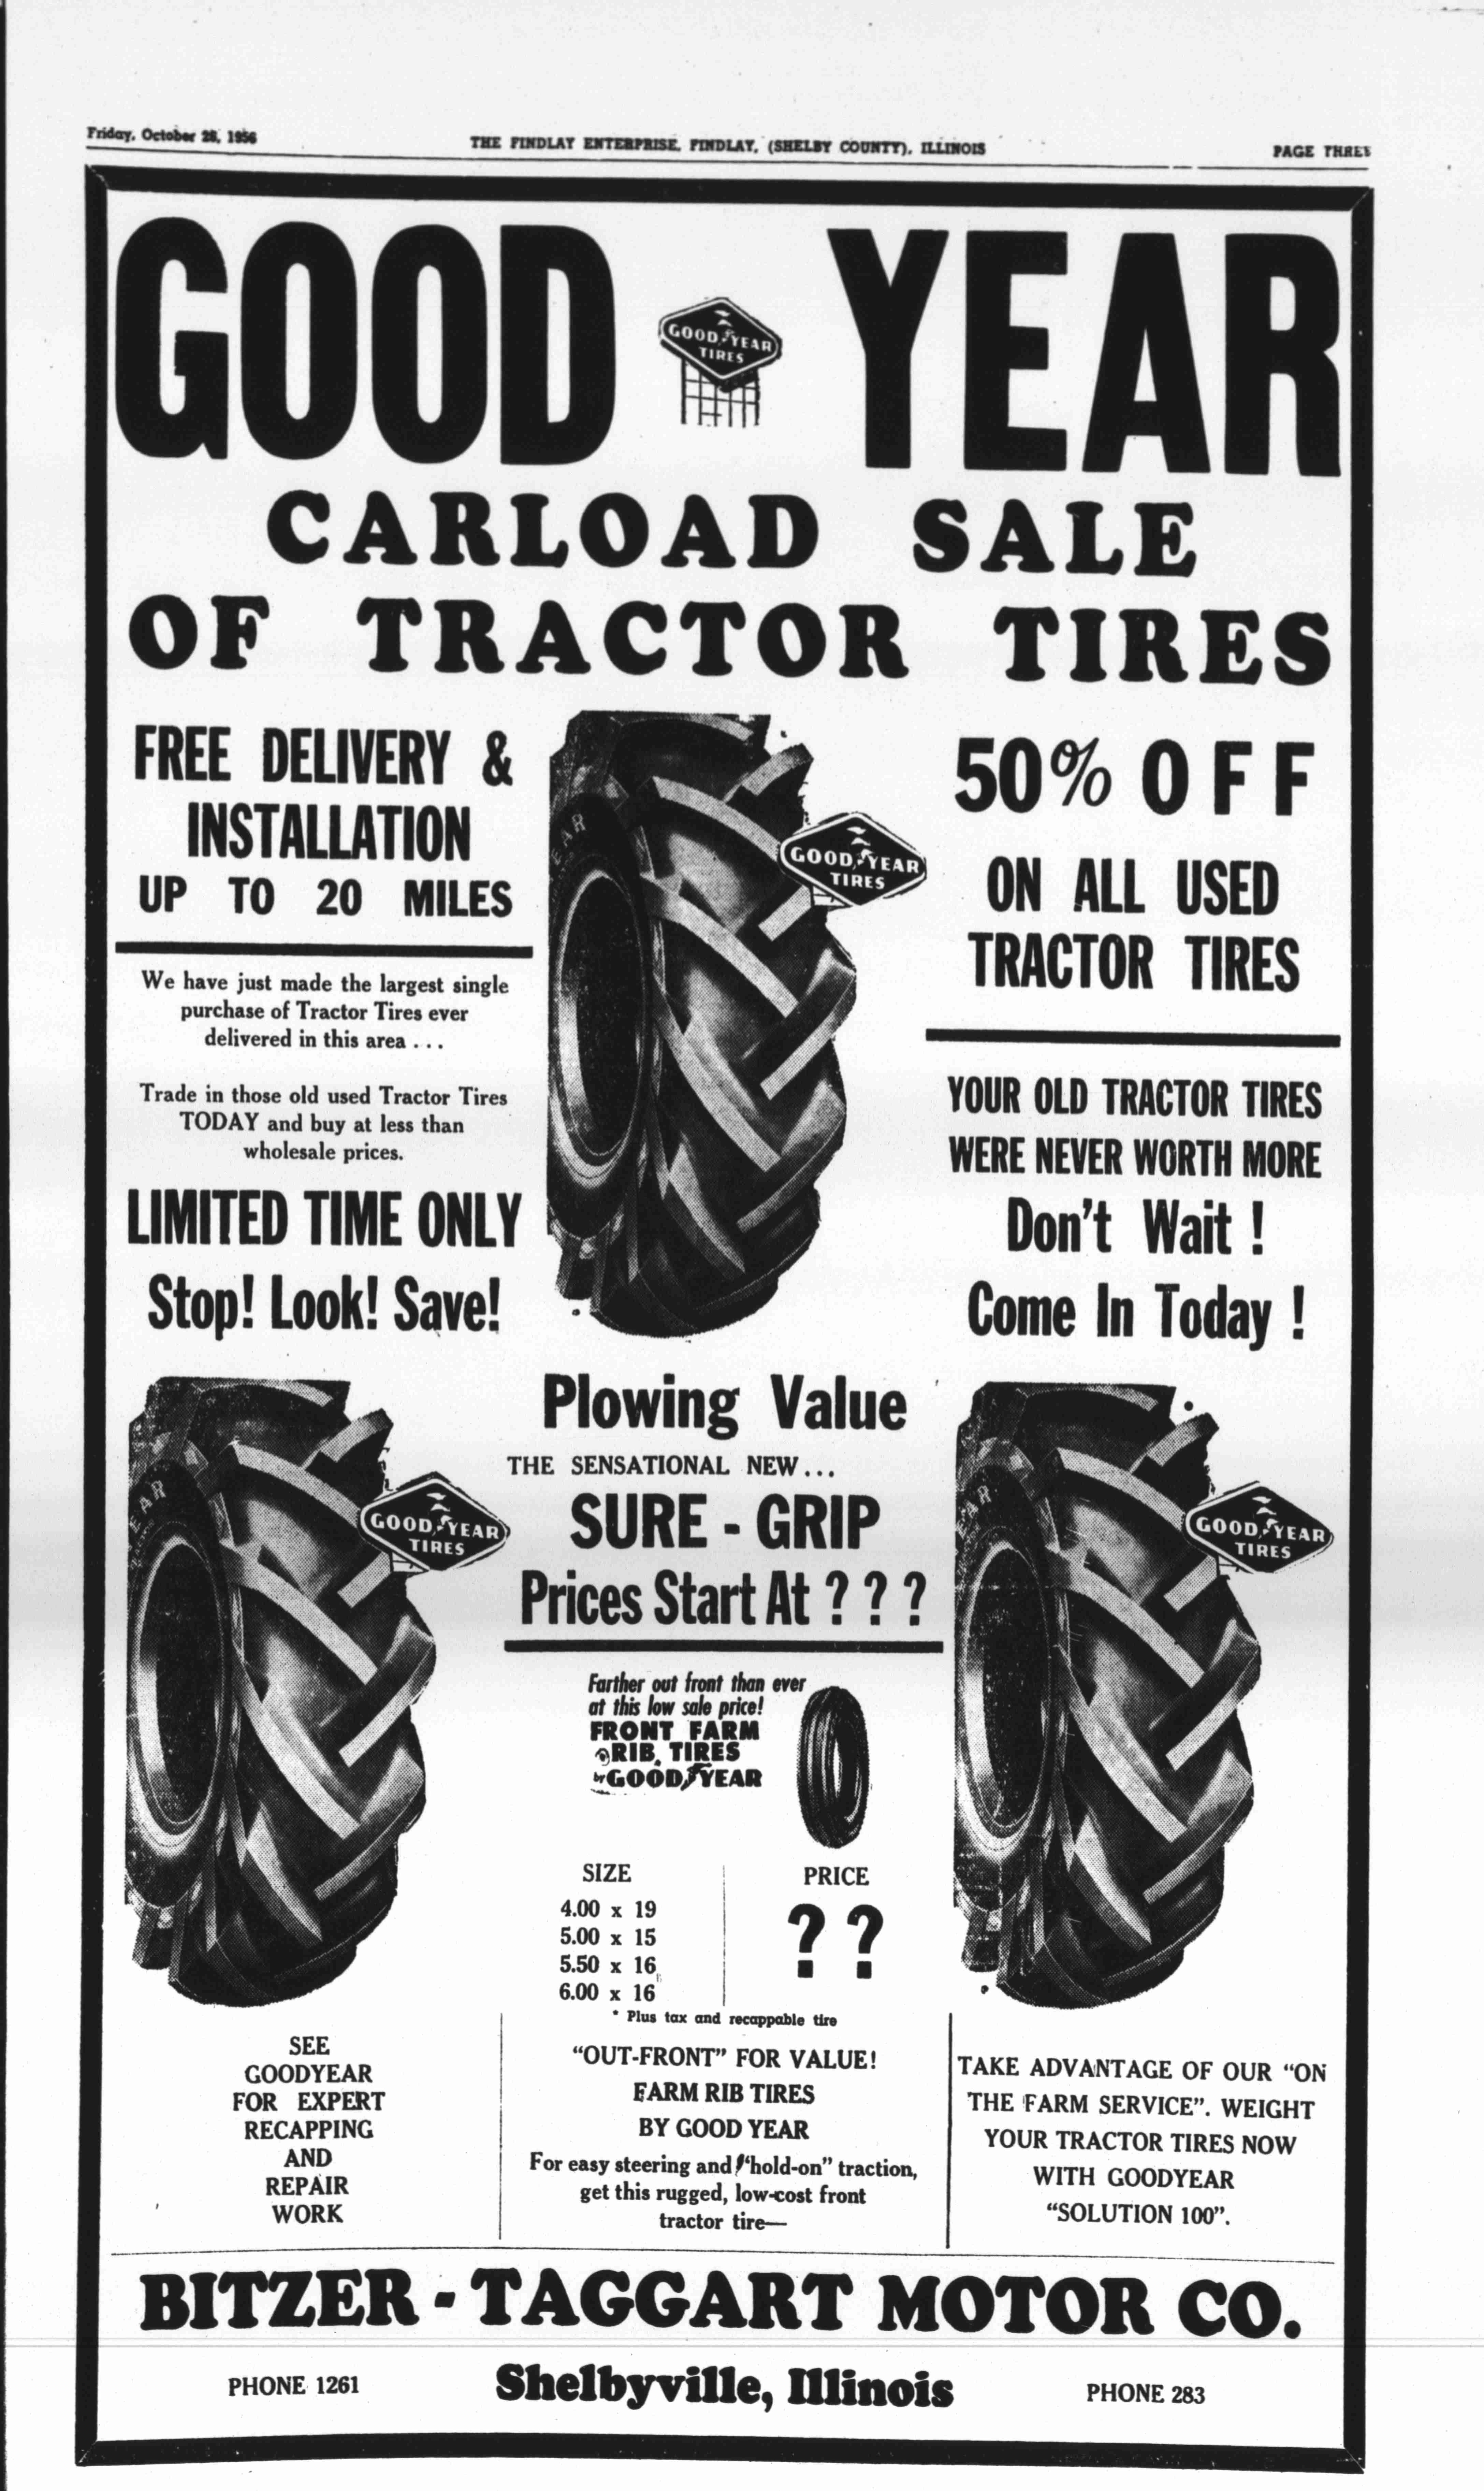 Friday, October 26, 1956
THE FINDLAY ENTERPRISE, FINDLAY, (SHELBY COUNTY), ILLINOIS
PAGE THREE
GOOD YEAR
GOOD YEAR
TIRES
CARLOAD SALE
OF TRACTOR TIRES
FREE DELIVERY &
INSTALLATION
UP TO 20 MILES
We have just made the largest single
purchase of Tractor Tires ever
delivered in this area . . .
Trade in those old used Tractor Tires
TODAY and buy at less than
wholesale prices.
LIMITED TIME ONLY
Stop! Look! Save!
EAR
GOOD YEAR
TIRES
50% OFF
ON ALL USED
TRACTOR TIRES
YOUR OLD TRACTOR TIRES
WERE NEVER WORTH MORE
Don't Wait !
Come In Today !
EAR
GOOD YEAR
TIRES
Plowing Value
THE SENSATIONAL NEW . . .
SURE - GRIP
Prices Start At ? ? ?
EAR
GOOD YEAR
TIRES
Farther out front than ever
at this low sale price!
FRONT FARM
RIB TIRES
by GOOD YEAR
SIZE PRICE
4.00 x 19
5.00 x 15
5.50 x 16
6.00 x 16
? ?
* Plus tax and recappable tire
SEE
GOODYEAR
FOR EXPERT
RECAPPING
AND
REPAIR
WORK
"OUT-FRONT" FOR VALUE!
FARM RIB TIRES
BY GOOD YEAR
For easy steering and "hold-on" traction,
get this rugged, low-cost front
tractor tire—
TAKE ADVANTAGE OF OUR "ON
THE FARM SERVICE". WEIGHT
YOUR TRACTOR TIRES NOW
WITH GOODYEAR
"SOLUTION 100".
BITZER - TAGGART MOTOR CO.
PHONE 1261
Shelbyville, Illinois
PHONE 283